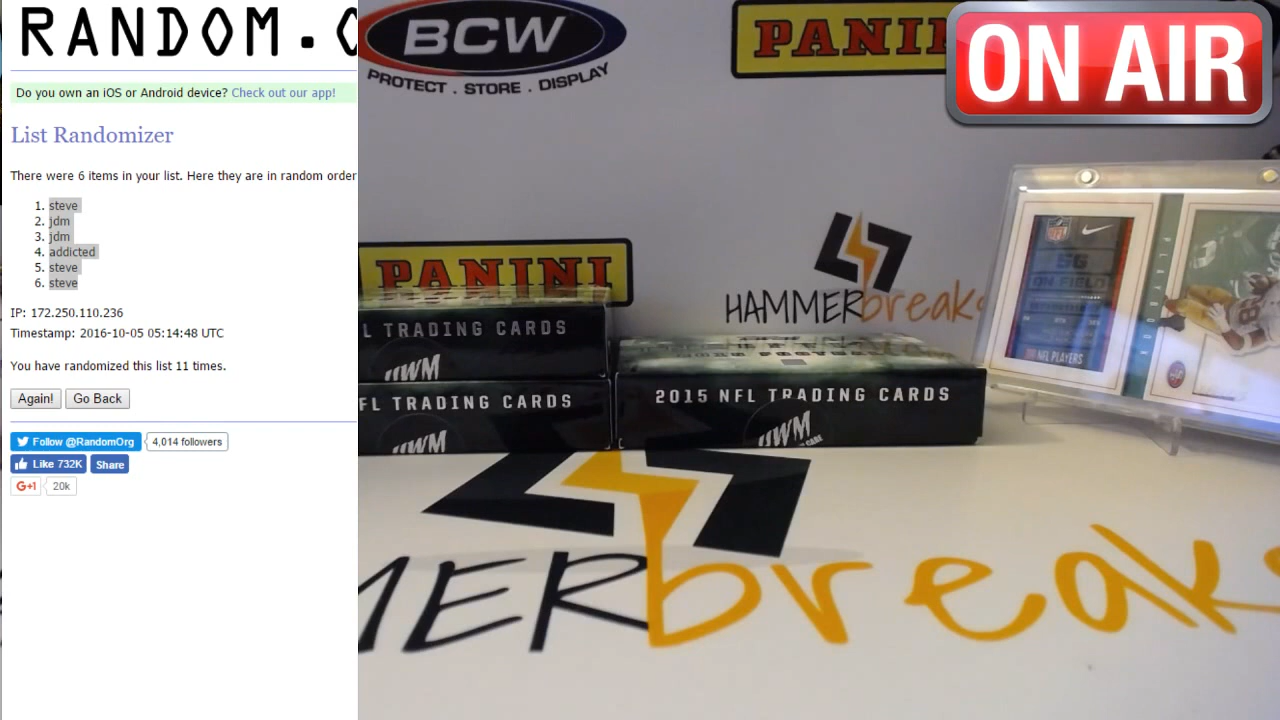 RANDOM.
Do you own an iOS or Android device? Check out our app!
List Randomizer
There were 6 items in your list. Here they are in random order
1. steve
2. jdm
3. jdm
4. addicted
5. steve
6. steve
IP: 172.250.110.236
Timestamp: 2016-10-05 05:14:48 UTC
You have randomized this list 11 times.
Again! Go Back
Follow @RandomOrg 4,014 followers
Like 732K Share
G+1 20k
BCW
PROTECT . STORE . DISPLAY
PANINI
ON AIR
PANINI
HAMMERbreaks
L TRADING CARDS
FL TRADING CARDS
2015 NFL TRADING CARDS
NFL
56
ON FIELD
NFL PLAYERS
PLAYBOOK
MERbreaks